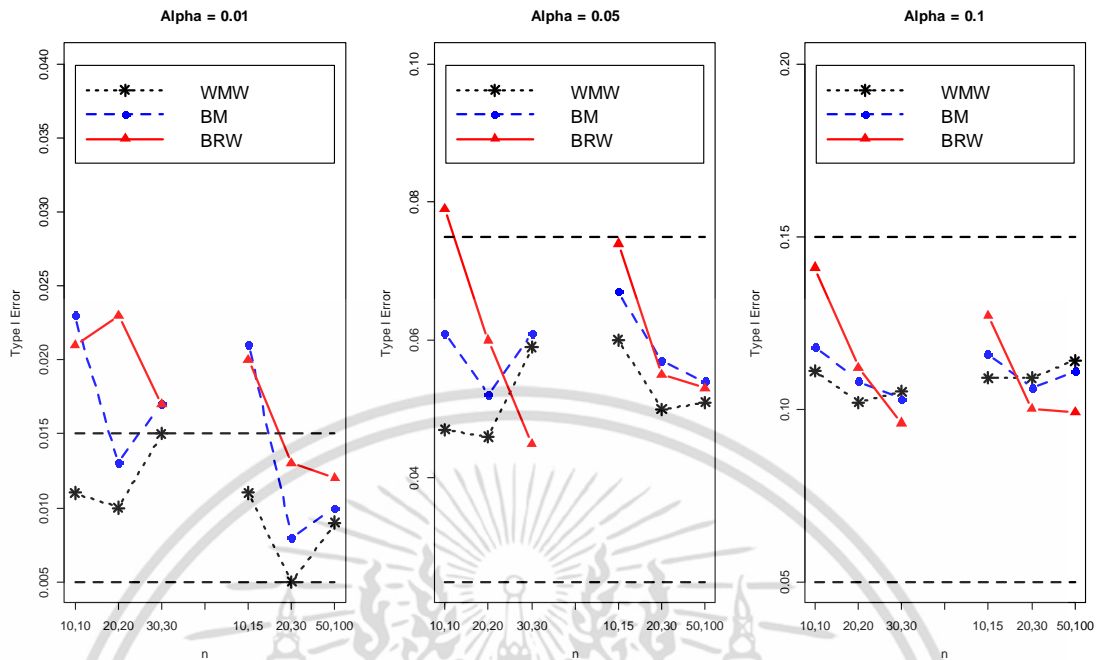 Alpha = 0.01
0.040
0.035
0.030
0.025
0.020
0.015
0.010
0.005
Type I Error
WMW
BM
BRW
10,10 20,20 30,30 10,15 20,30 50,100
n
Alpha = 0.05
0.10
0.08
0.06
0.04
Type I Error
WMW
BM
BRW
10,10 20,20 30,30 10,15 20,30 50,100
n
Alpha = 0.1
0.20
0.15
0.10
0.05
Type I Error
WMW
BM
BRW
10,10 20,20 30,30 10,15 20,30 50,100
n